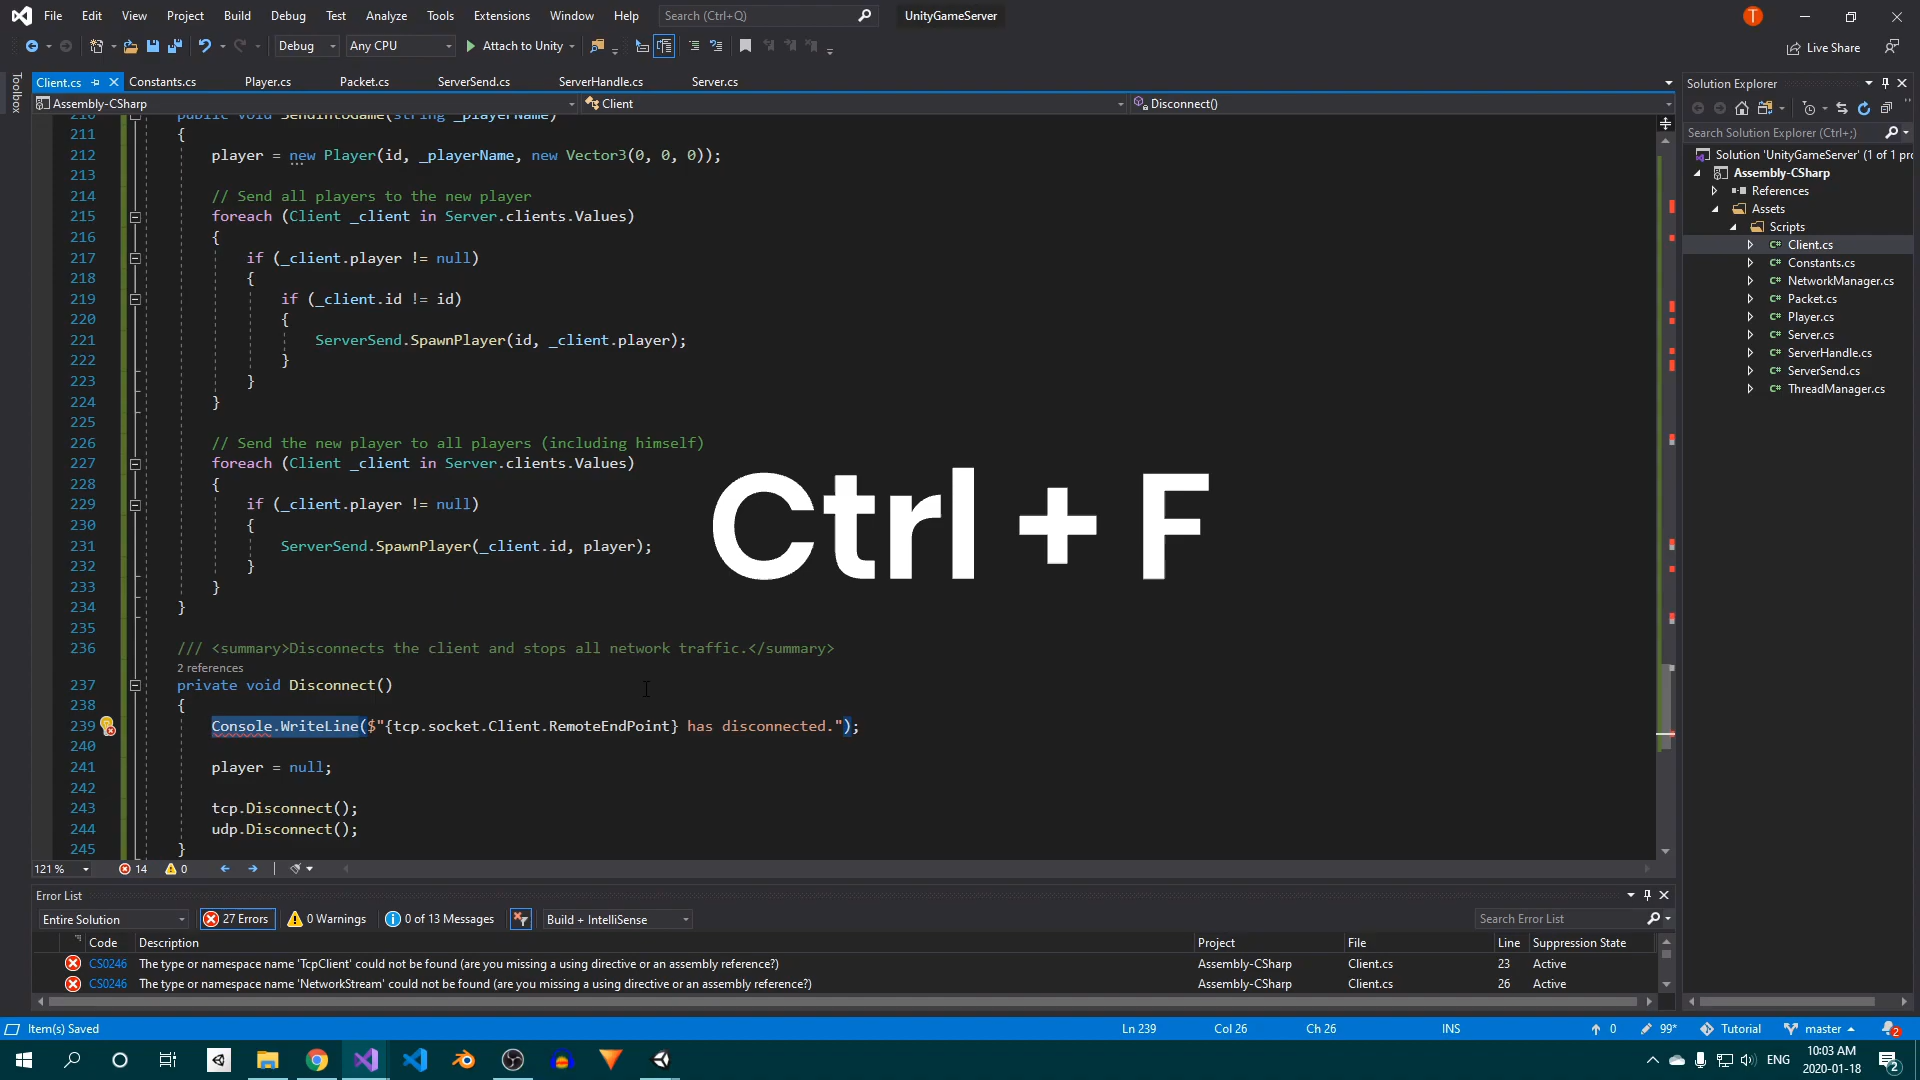 File Edit View Project Build Debug Test Analyze Tools Extensions Window Help Search (Ctrl+Q) UnityGameServer T
Debug Any CPU Attach to Unity Live Share
Toolbox
Client.cs Constants.cs Player.cs Packet.cs ServerSend.cs ServerHandle.cs Server.cs
Assembly-CSharp Client Disconnect()
210 public void SendIntoGame(string _playerName)
211 {
212 player = new Player(id, _playerName, new Vector3(0, 0, 0));
213
214 // Send all players to the new player
215 foreach (Client _client in Server.clients.Values)
216 {
217 if (_client.player != null)
218 {
219 if (_client.id != id)
220 {
221 ServerSend.SpawnPlayer(id, _client.player);
222 }
223 }
224 }
225
226 // Send the new player to all players (including himself)
227 foreach (Client _client in Server.clients.Values)
228 {
229 if (_client.player != null)
230 {
231 ServerSend.SpawnPlayer(_client.id, player);
232 }
233 }
234 }
235
236 /// <summary>Disconnects the client and stops all network traffic.</summary>
2 references
237 private void Disconnect()
238 {
239 Console.WriteLine($"{tcp.socket.Client.RemoteEndPoint} has disconnected.");
240
241 player = null;
242
243 tcp.Disconnect();
244 udp.Disconnect();
245 }
Ctrl + F
121 % 14 0
Solution Explorer
Search Solution Explorer (Ctrl+;)
Solution 'UnityGameServer' (1 of 1 pro
Assembly-CSharp
References
Assets
Scripts
C# Client.cs
C# Constants.cs
C# NetworkManager.cs
C# Packet.cs
C# Player.cs
C# Server.cs
C# ServerHandle.cs
C# ServerSend.cs
C# ThreadManager.cs
Error List
Entire Solution 27 Errors 0 Warnings 0 of 13 Messages Build + IntelliSense Search Error List
Code Description Project File Line Suppression State
CS0246 The type or namespace name 'TcpClient' could not be found (are you missing a using directive or an assembly reference?) Assembly-CSharp Client.cs 23 Active
CS0246 The type or namespace name 'NetworkStream' could not be found (are you missing a using directive or an assembly reference?) Assembly-CSharp Client.cs 26 Active
Item(s) Saved Ln 239 Col 26 Ch 26 INS 0 99* Tutorial master 2
ENG 10:03 AM
2020-01-18 2